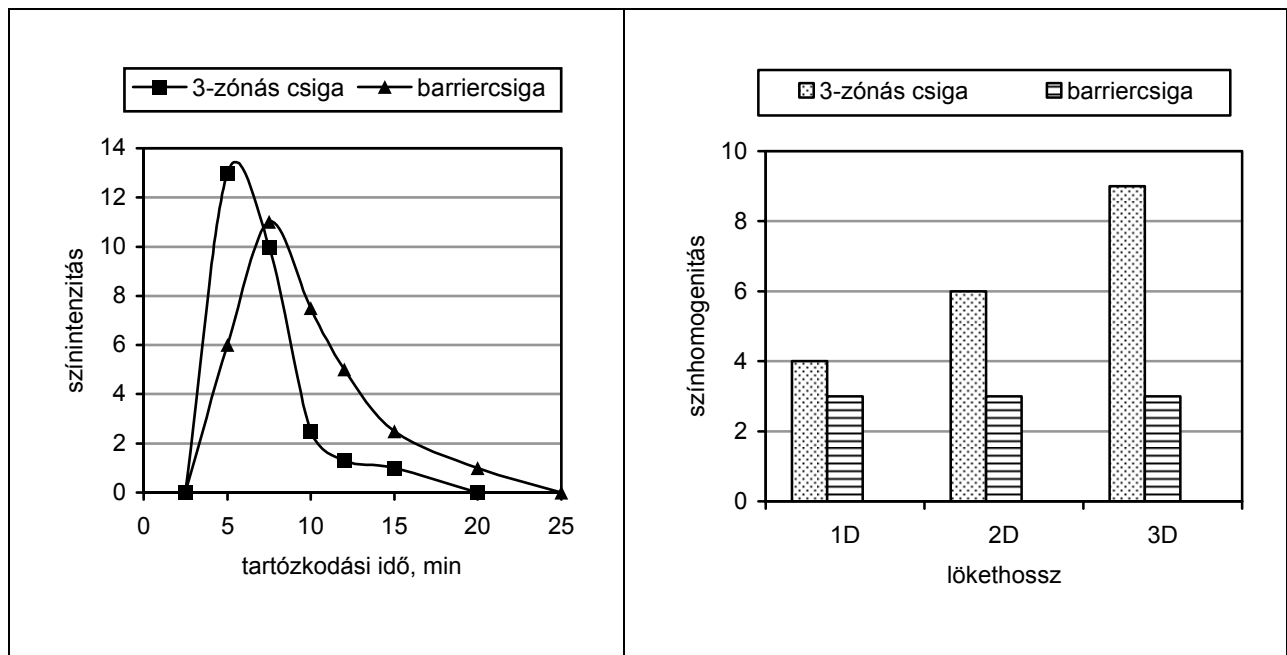 3-zónás csiga barriercsiga
14
12
10
8
6
4
2
0
színintenzitás
0 5 10 15 20 25
tartózkodási idő, min
3-zónás csiga barriercsiga
10
8
6
4
2
0
színhomogenitás
1D 2D 3D
lökethossz